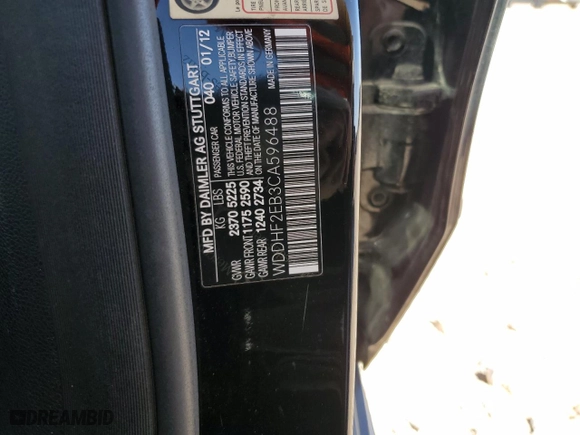 MFD BY DAIMLER AG STUTTGART
040 01/12
PASSENGER CAR
KG LBS
GVWR 2370 5225
GAWR FRONT 1175 2590
GAWR REAR 1240 2734
THIS VEHICLE CONFORMS TO ALL APPLICABLE
U.S. FEDERAL MOTOR VEHICLE SAFETY, BUMPER
AND THEFT PREVENTION STANDARDS IN EFFECT
ON THE DATE OF MANUFACTURE SHOWN ABOVE
WDDHF2EB3CA596488
MADE IN GERMANY
DREAMBID